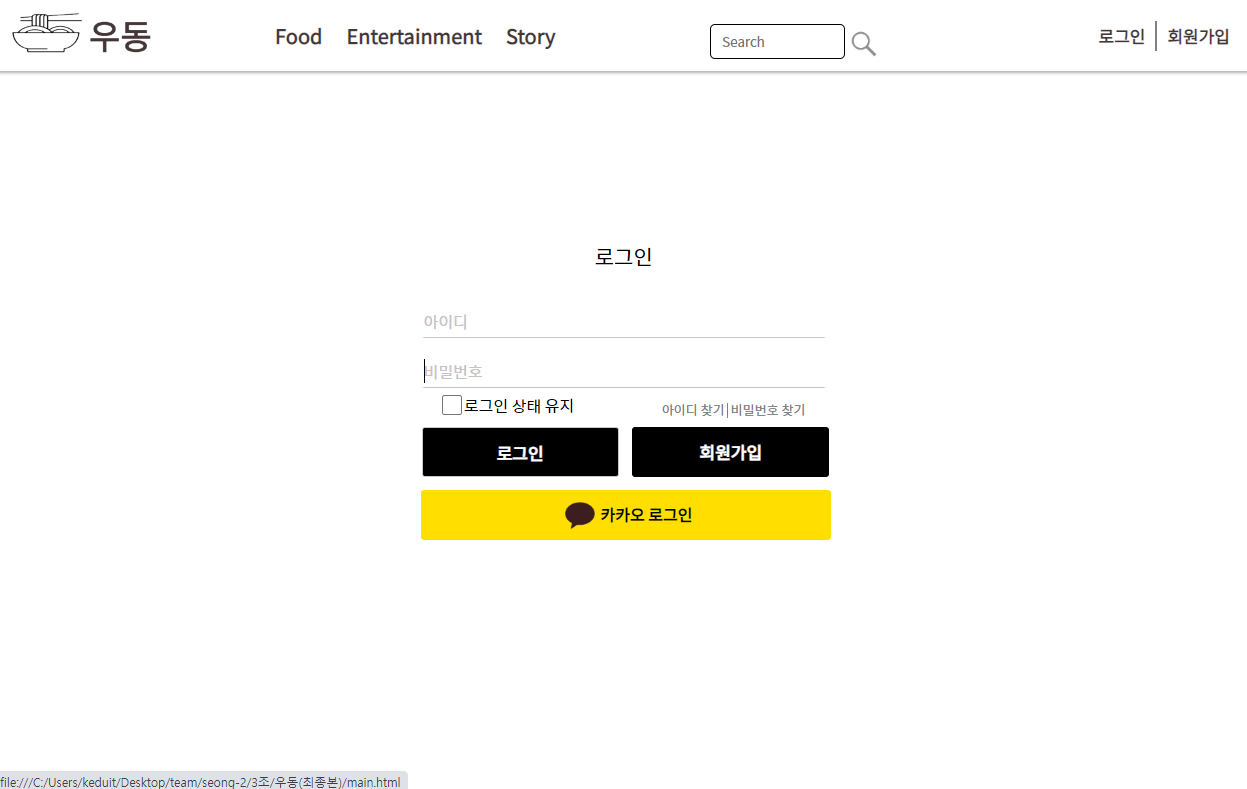 우동 Food Entertainment Story Search 로그인 회원가입
로그인
아이디
비밀번호
로그인 상태 유지 아이디 찾기|비밀번호 찾기
로그인 회원가입
카카오 로그인
file:///C:/Users/keduit/Desktop/team/seong-2/3조/우동(최종본)/main.html